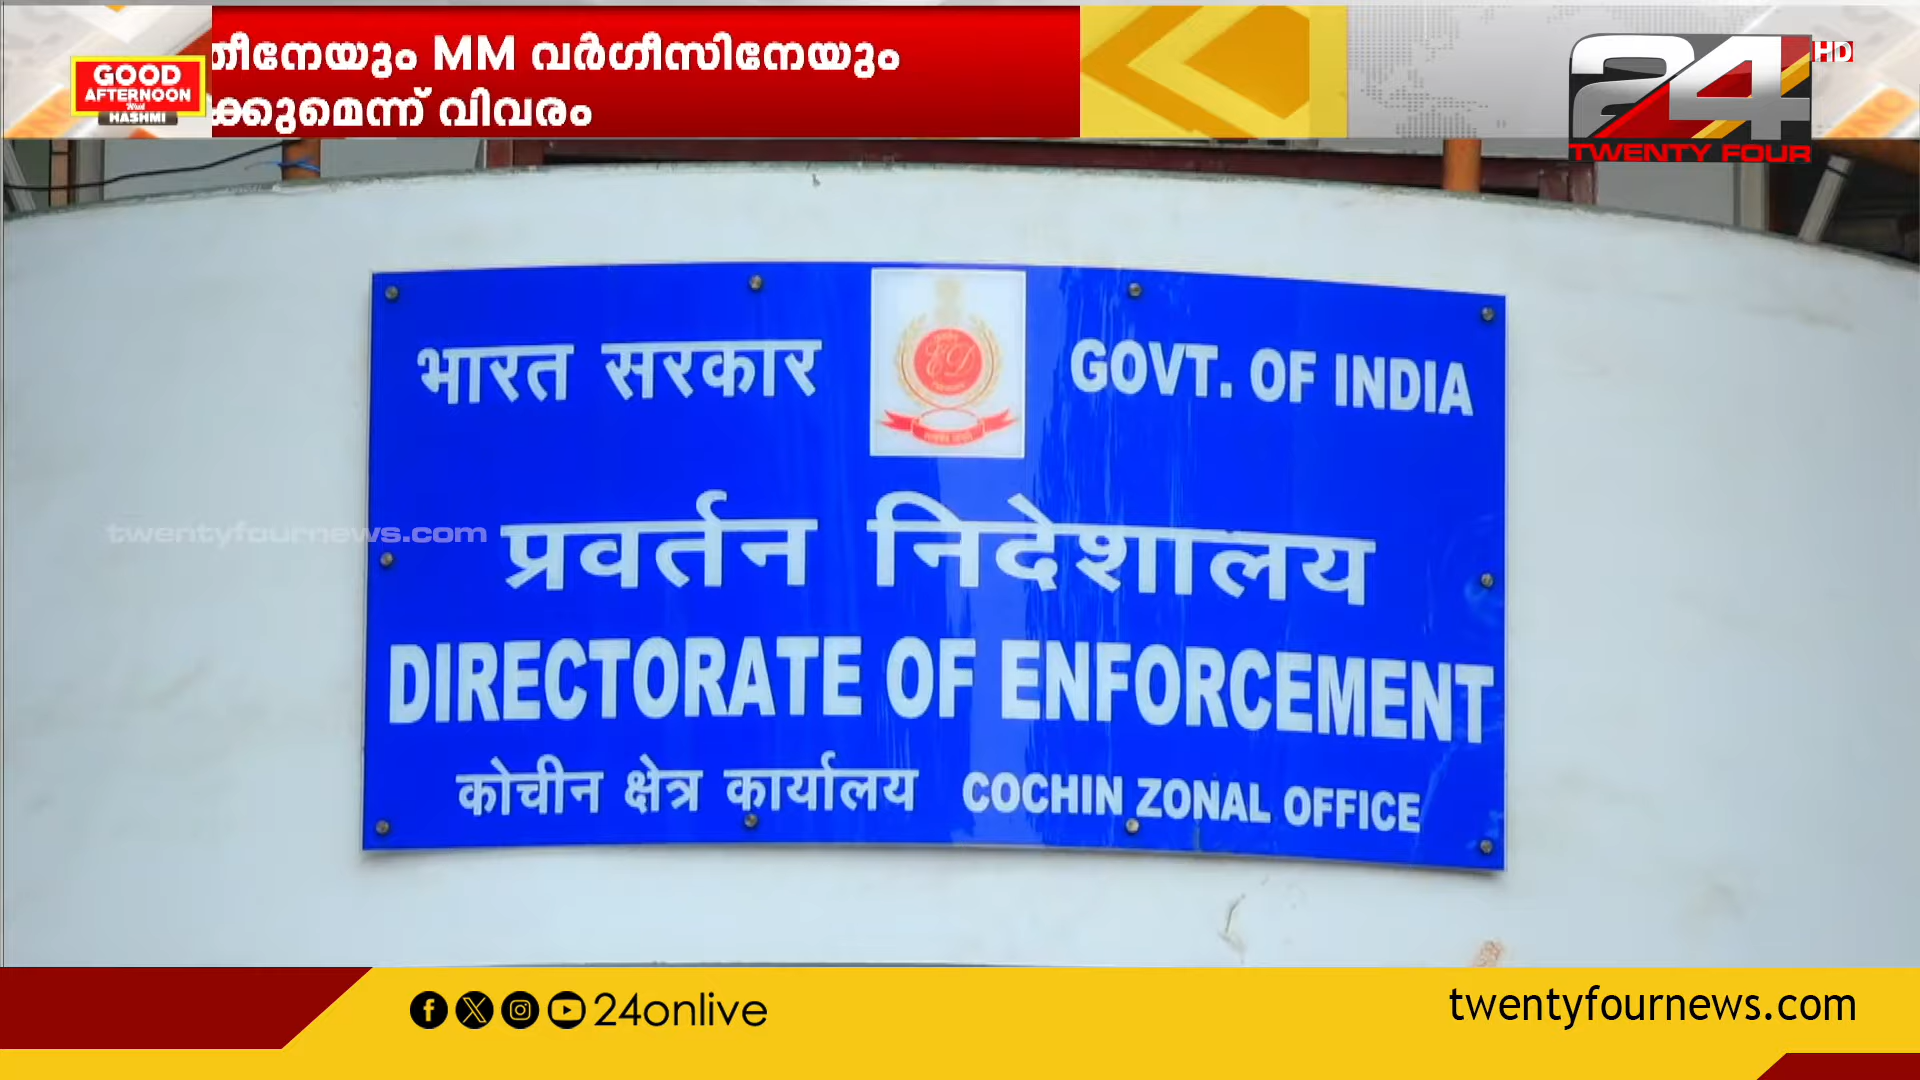 MM വർഗീസിനേയും
വിവരം
GOOD
AFTERNOON
HASHMI
24
HD
TWENTY FOUR
भारत सरकार
GOVT. OF INDIA
twentyfournews.com
प्रवर्तन निदेशालय
DIRECTORATE OF ENFORCEMENT
कोचीन क्षेत्र कार्यालय COCHIN ZONAL OFFICE
24onlive
twentyfournews.com